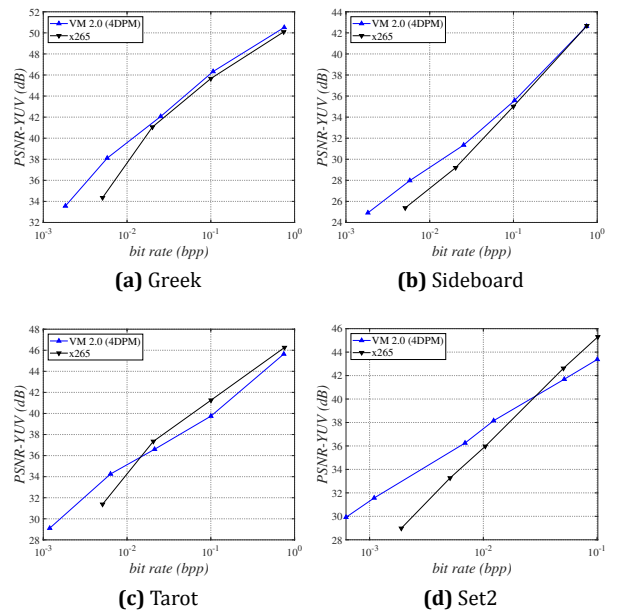 52
50
48
46
44
42
40
38
36
34
32
PSNR-YUV (dB)
VM 2.0 (4DPM)
x265
10⁻³ 10⁻² 10⁻¹ 10⁰
bit rate (bpp)
(a) Greek
44
42
40
38
36
34
32
30
28
26
24
PSNR-YUV (dB)
VM 2.0 (4DPM)
x265
10⁻³ 10⁻² 10⁻¹ 10⁰
bit rate (bpp)
(b) Sideboard
48
46
44
42
40
38
36
34
32
30
28
PSNR-YUV (dB)
VM 2.0 (4DPM)
x265
10⁻³ 10⁻² 10⁻¹ 10⁰
bit rate (bpp)
(c) Tarot
46
44
42
40
38
36
34
32
30
28
PSNR-YUV (dB)
VM 2.0 (4DPM)
x265
10⁻³ 10⁻² 10⁻¹
bit rate (bpp)
(d) Set2